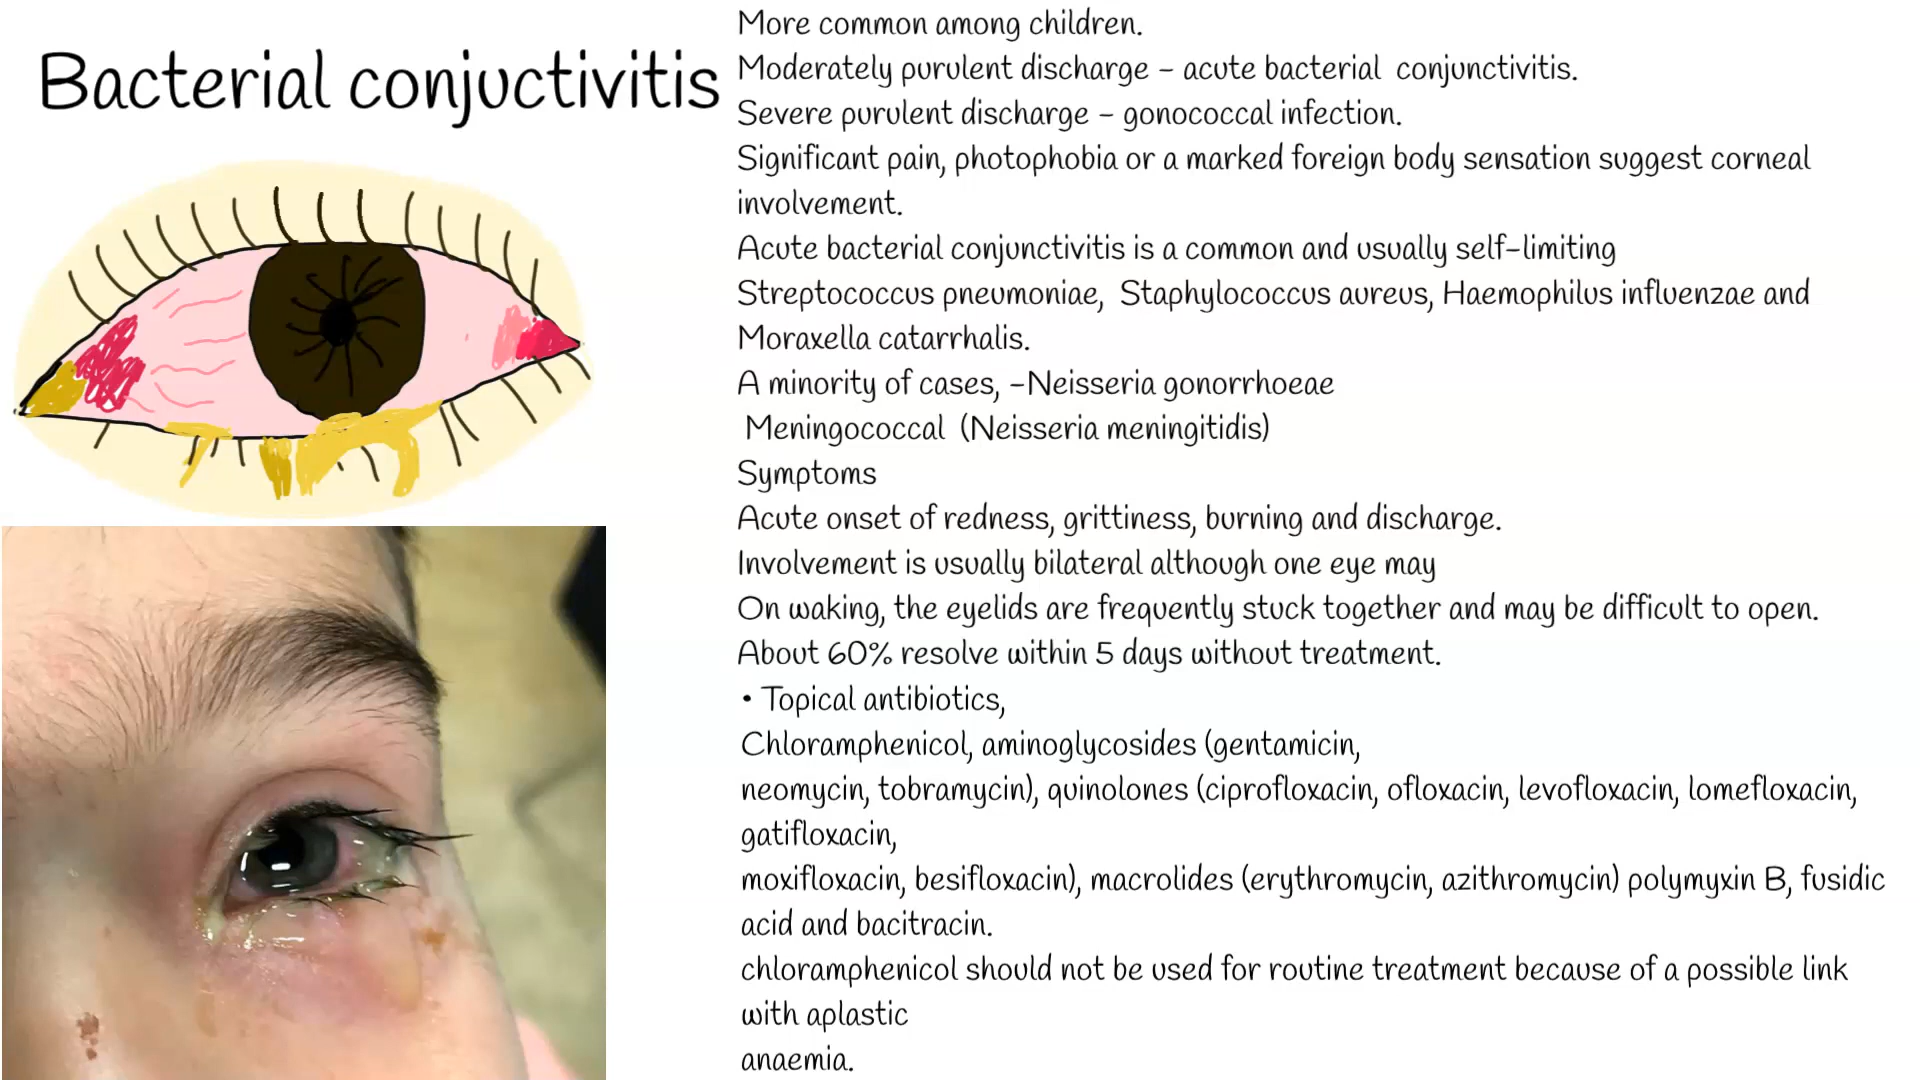 Bacterial conjuctivitis
More common among children.
Moderately purulent discharge – acute bacterial conjunctivitis.
Severe purulent discharge – gonococcal infection.
Significant pain, photophobia or a marked foreign body sensation suggest corneal
involvement.
Acute bacterial conjunctivitis is a common and usually self-limiting
Streptococcus pneumoniae, Staphylococcus aureus, Haemophilus influenzae and
Moraxella catarrhalis.
A minority of cases, -Neisseria gonorrhoeae
Meningococcal (Neisseria meningitidis)
Symptoms
Acute onset of redness, grittiness, burning and discharge.
Involvement is usually bilateral although one eye may
On waking, the eyelids are frequently stuck together and may be difficult to open.
About 60% resolve within 5 days without treatment.
• Topical antibiotics,
Chloramphenicol, aminoglycosides (gentamicin,
neomycin, tobramycin), quinolones (ciprofloxacin, ofloxacin, levofloxacin, lomefloxacin,
gatifloxacin,
moxifloxacin, besifloxacin), macrolides (erythromycin, azithromycin) polymyxin B, fusidic
acid and bacitracin.
chloramphenicol should not be used for routine treatment because of a possible link
with aplastic
anaemia.